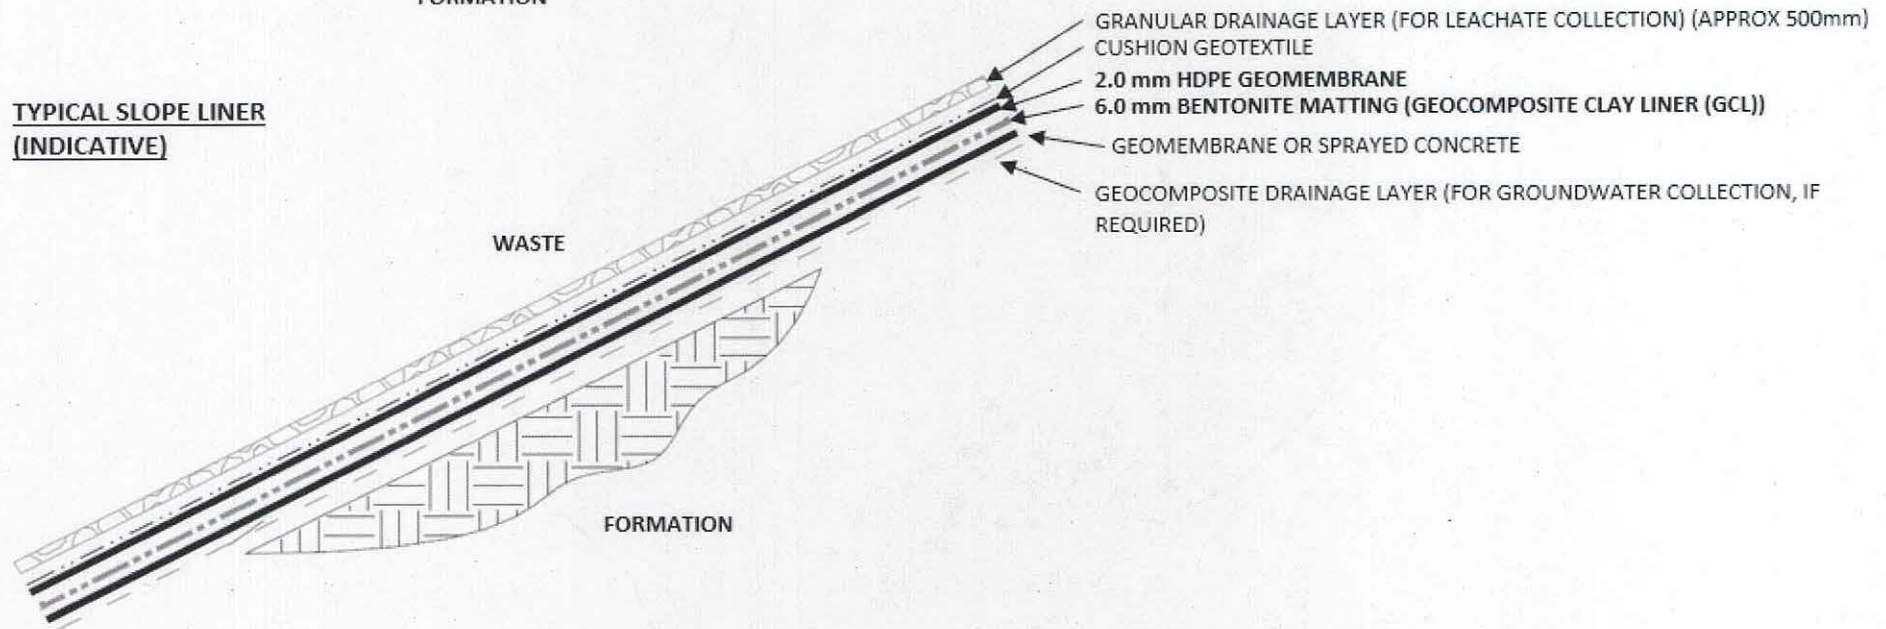 FORMATION
GRANULAR DRAINAGE LAYER (FOR LEACHATE COLLECTION) (APPROX 500mm)
CUSHION GEOTEXTILE
2.0 mm HDPE GEOMEMBRANE
6.0 mm BENTONITE MATTING (GEOCOMPOSITE CLAY LINER (GCL))
GEOMEMBRANE OR SPRAYED CONCRETE
GEOCOMPOSITE DRAINAGE LAYER (FOR GROUNDWATER COLLECTION, IF
REQUIRED)
TYPICAL SLOPE LINER
(INDICATIVE)
WASTE
FORMATION